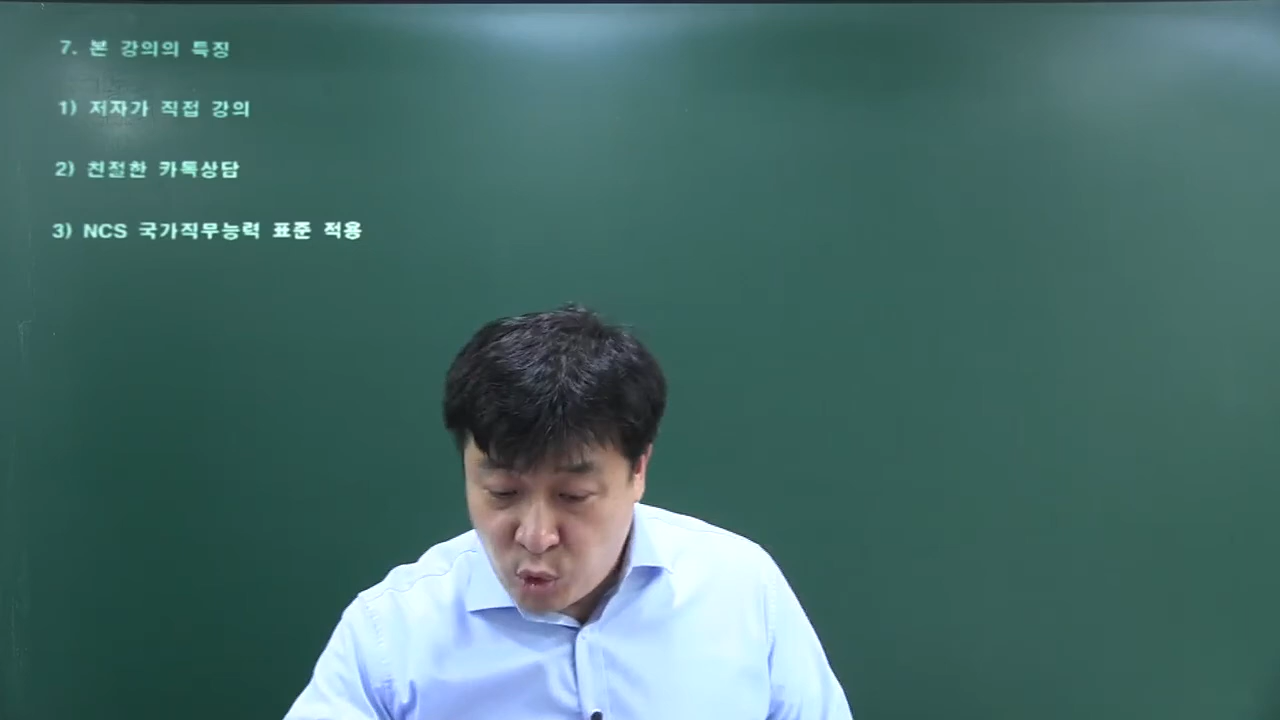 7. 본 강의의 특징
1) 저자가 직접 강의
2) 친절한 카톡상담
3) NCS 국가직무능력 표준 적용